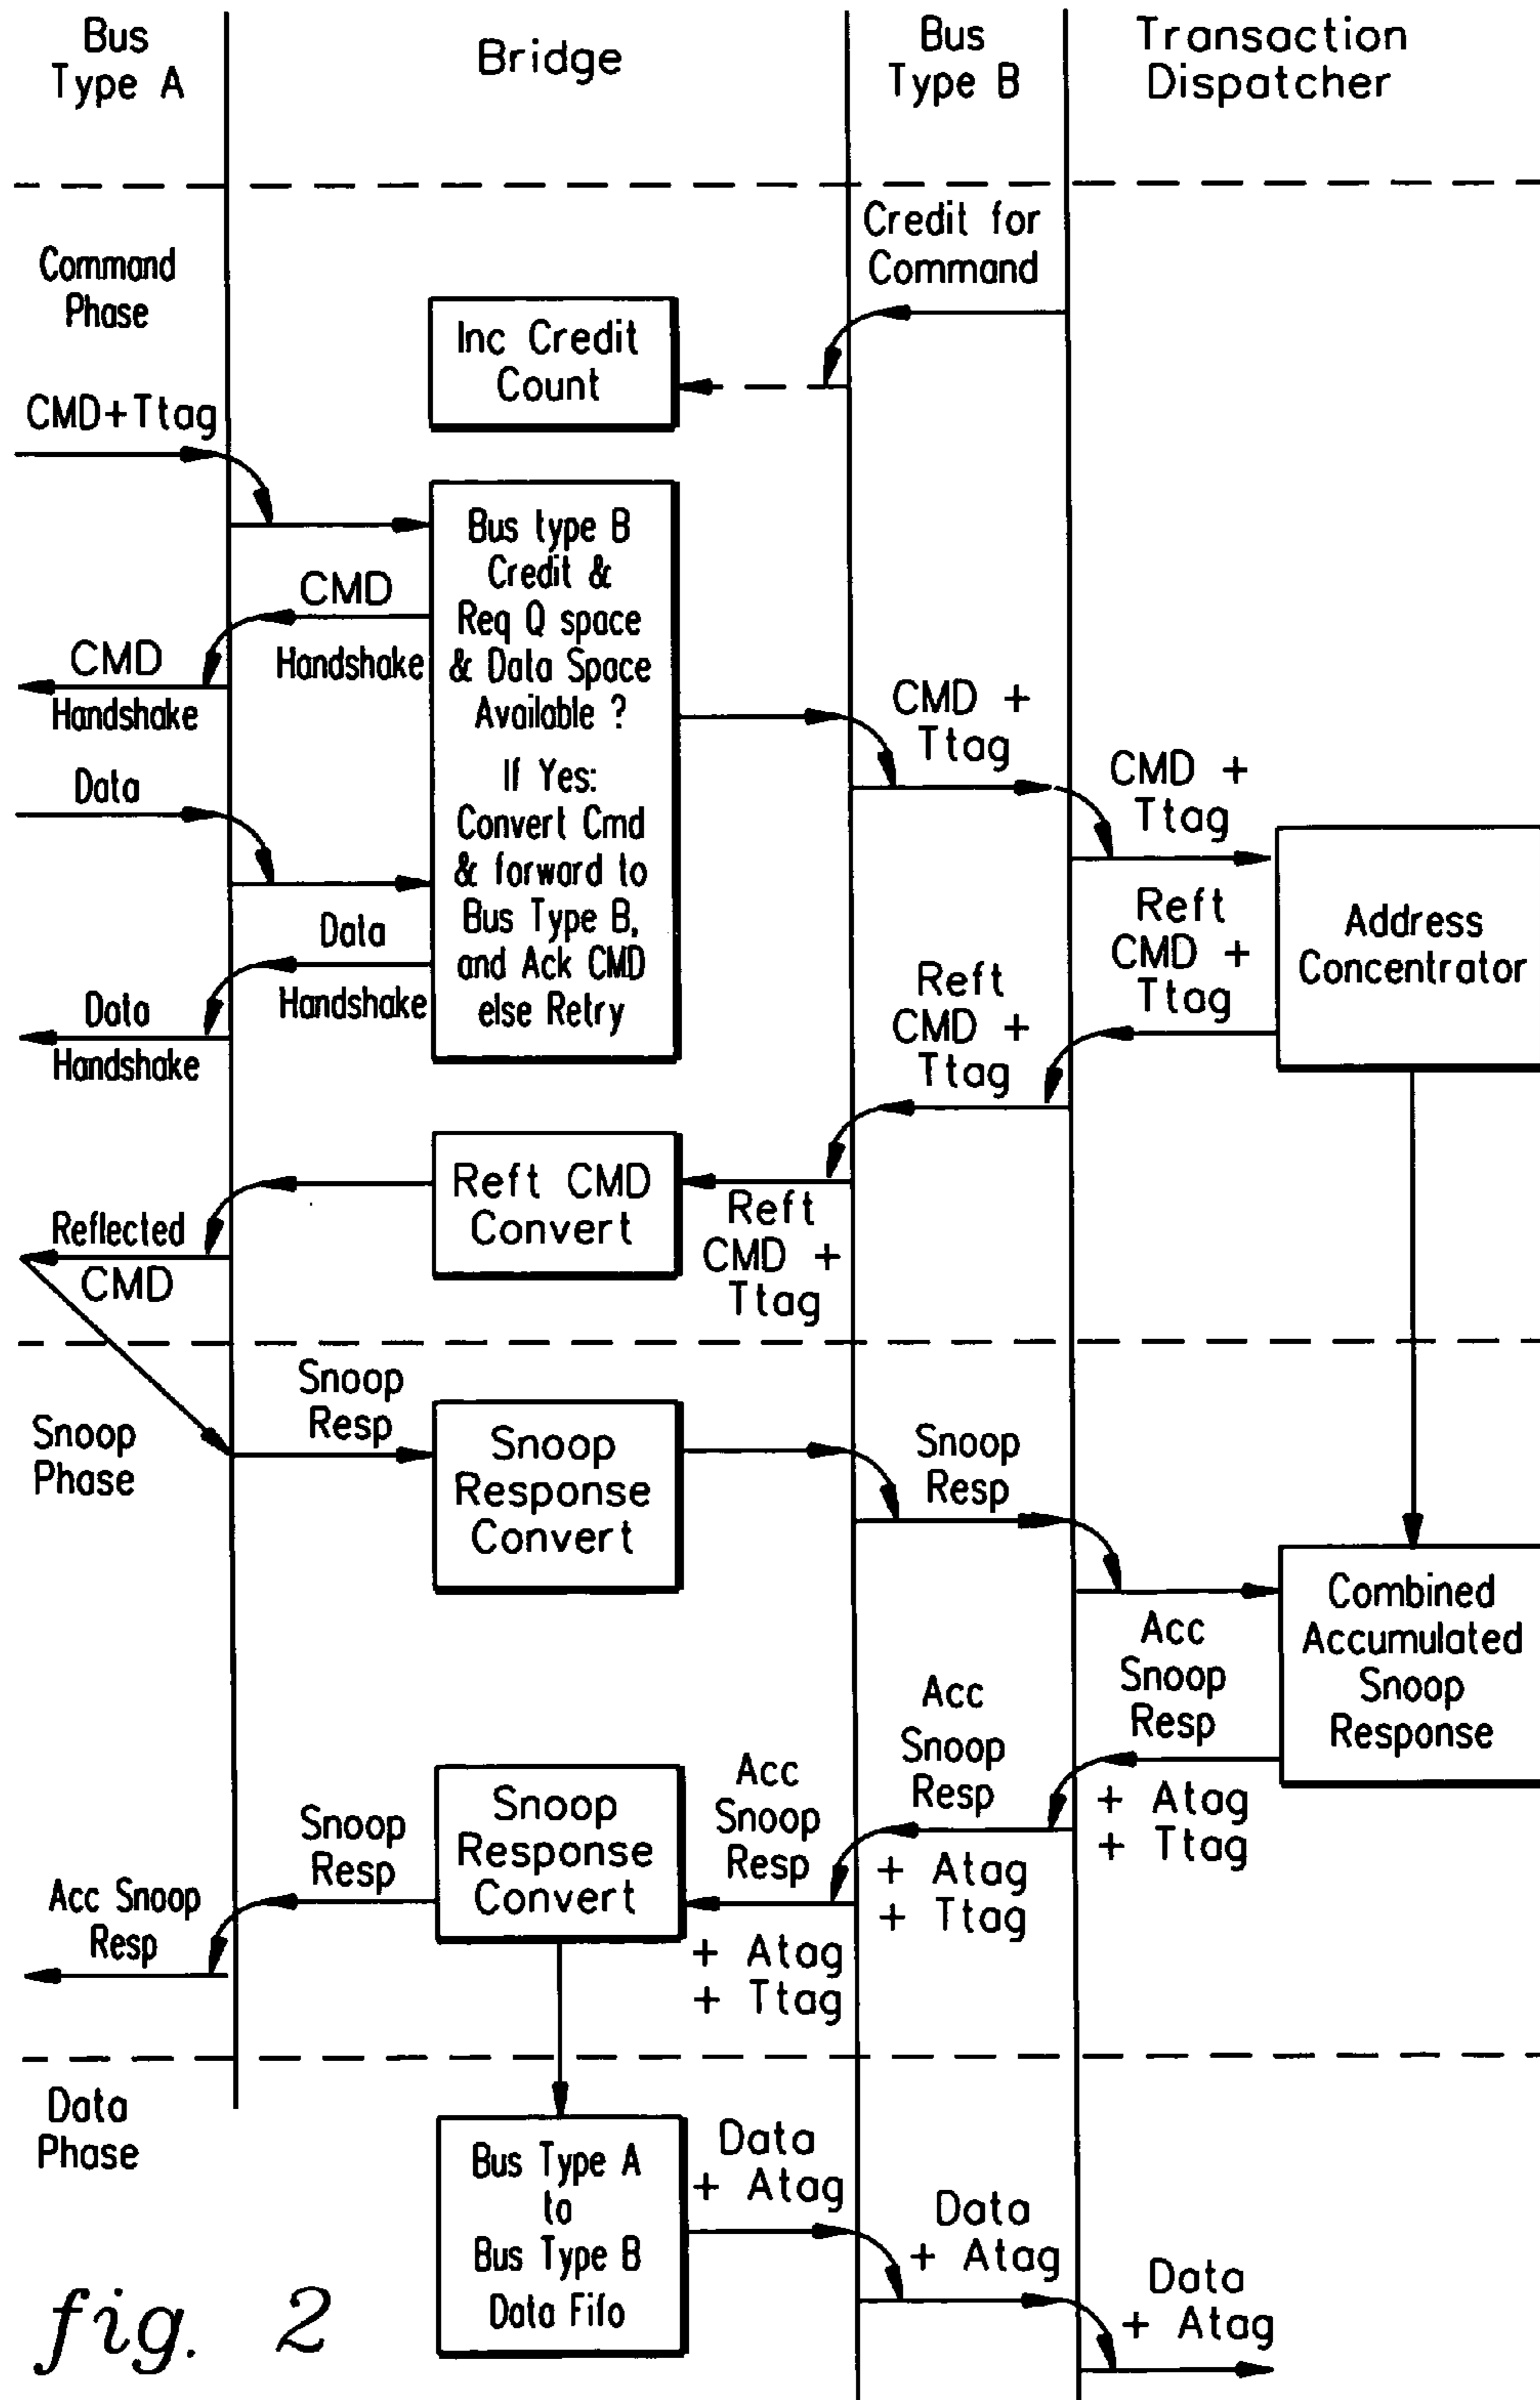 Bus
Type A
Bridge
Bus
Type B
Transaction
Dispatcher
Command
Phase
Credit for
Command
Inc Credit
Count
CMD+Ttag
Bus type B
Credit &
Req Q space
& Data Space
Available ?
If Yes:
Convert Cmd
& forward to
Bus Type B,
and Ack CMD
else Retry
CMD
Handshake
CMD
Handshake
Data
Data
Handshake
Data
Handshake
CMD +
Ttag
CMD +
Ttag
Address
Concentrator
Reft
CMD +
Ttag
Reft
CMD +
Ttag
Reft CMD
Convert
Reft
CMD +
Ttag
Reflected
CMD
Snoop
Phase
Snoop
Resp
Snoop
Response
Convert
Snoop
Resp
Combined
Accumulated
Snoop
Response
Acc
Snoop
Resp
+ Atag
+ Ttag
Acc
Snoop
Resp
+ Atag
+ Ttag
Acc
Snoop
Resp
+ Atag
+ Ttag
Snoop
Response
Convert
Snoop
Resp
Acc Snoop
Resp
Data
Phase
Bus Type A
to
Bus Type B
Data Fifo
Data
+ Atag
Data
+ Atag
Data
+ Atag
fig. 2